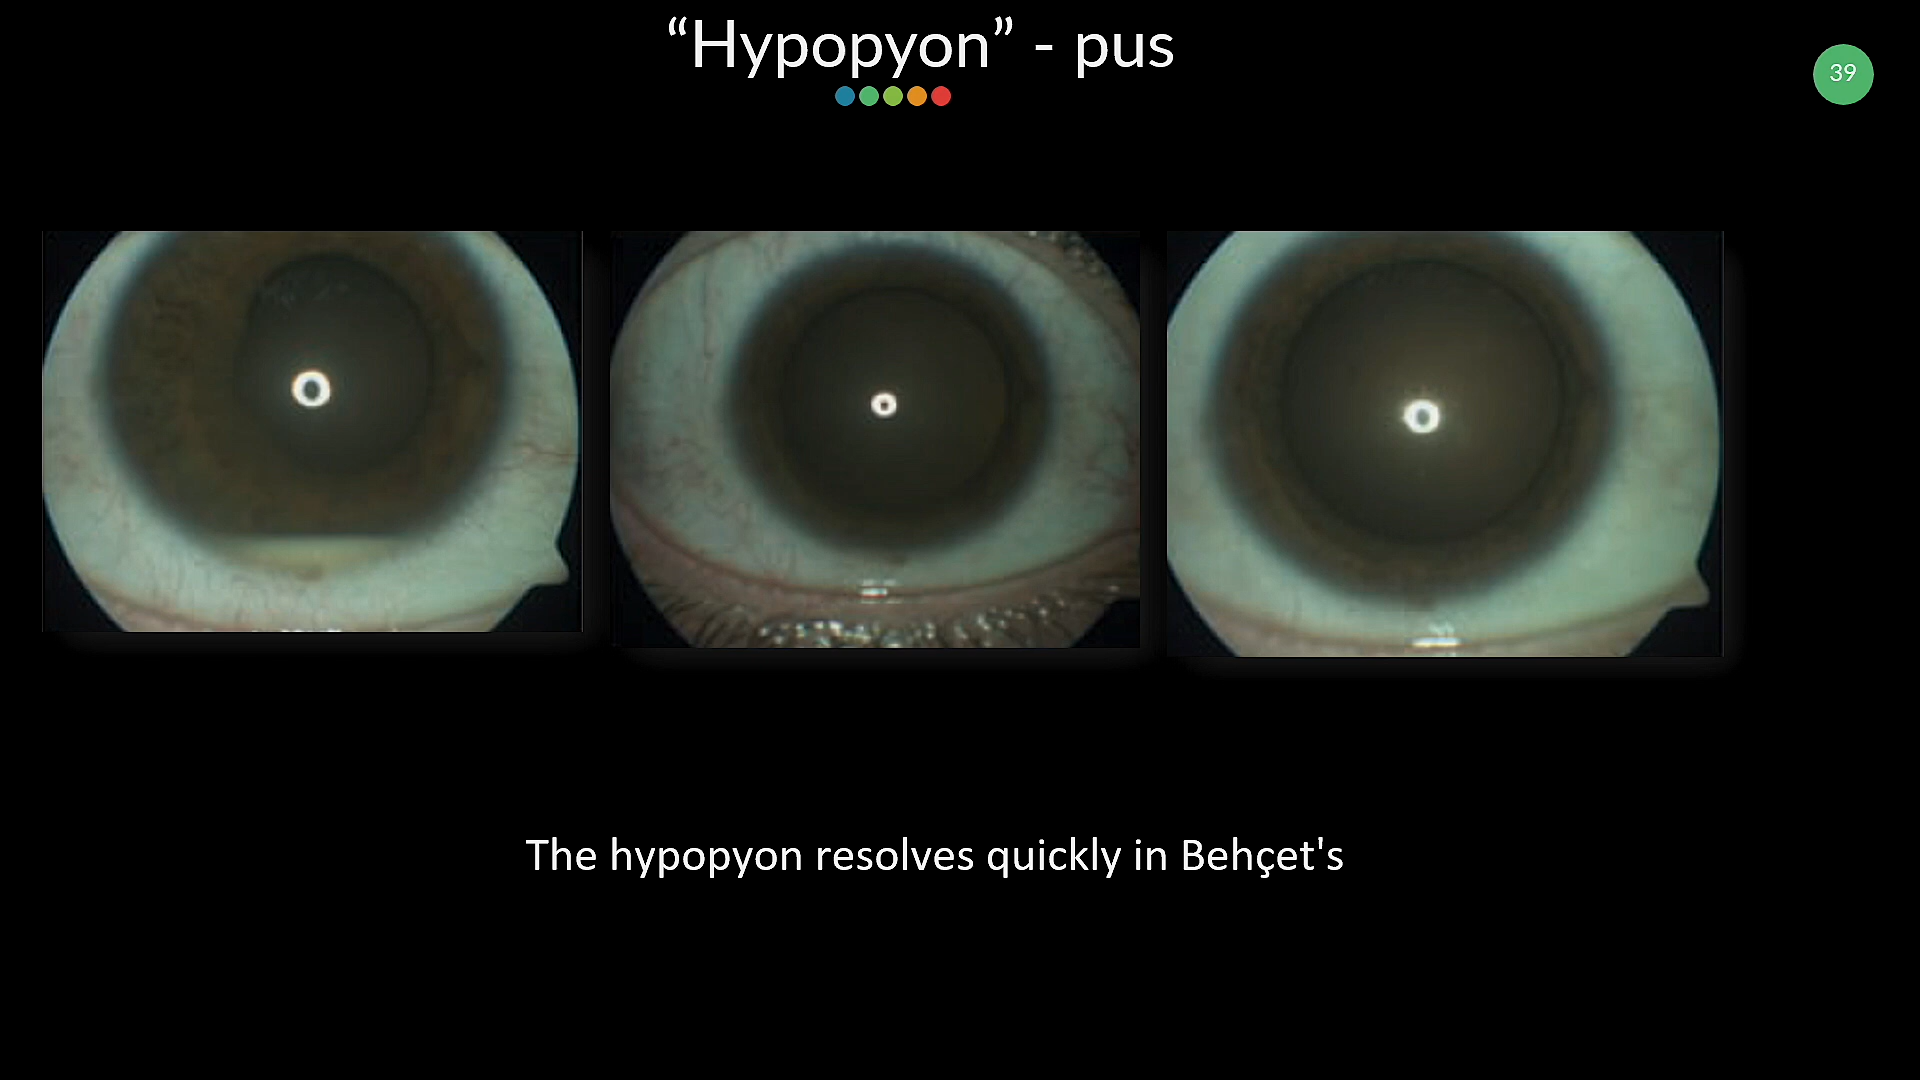 “Hypopyon” - pus
39
The hypopyon resolves quickly in Behçet's